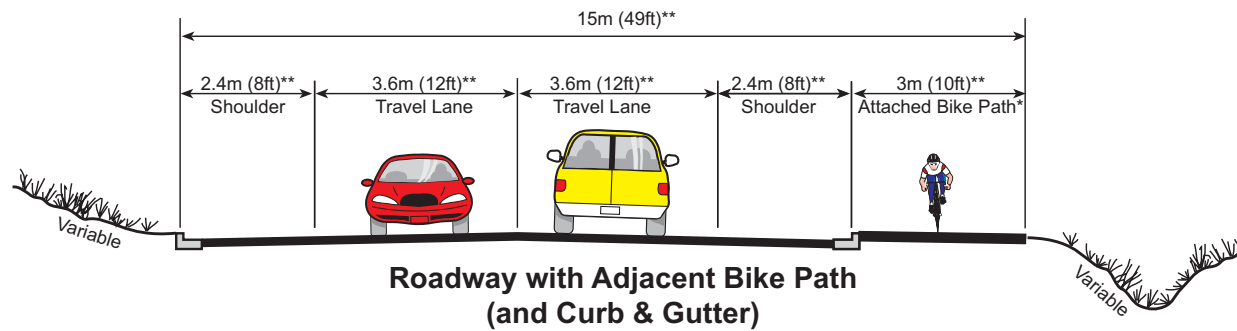 15m (49ft)**
2.4m (8ft)** 3.6m (12ft)** 3.6m (12ft)** 2.4m (8ft)** 3m (10ft)**
Shoulder Travel Lane Travel Lane Shoulder Attached Bike Path*
Variable
Variable
Roadway with Adjacent Bike Path
(and Curb & Gutter)